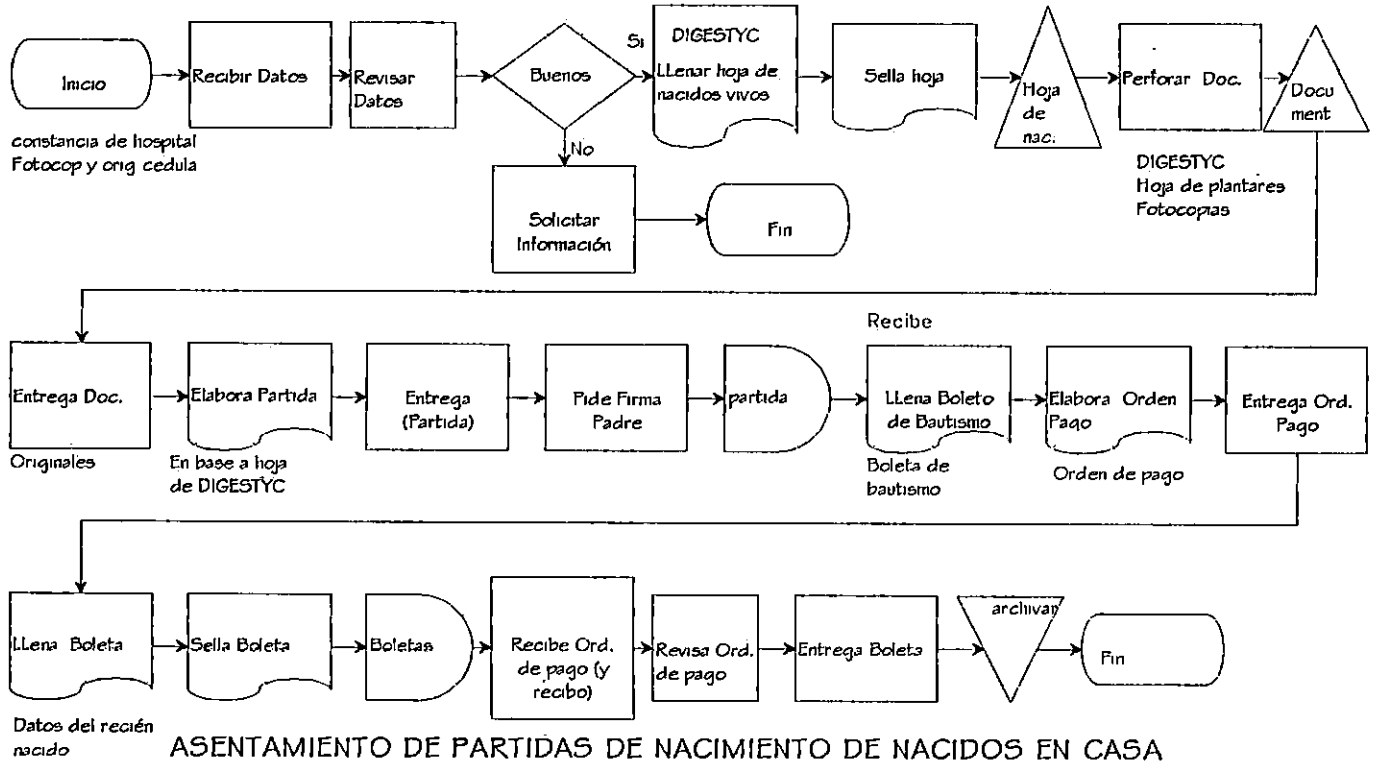 Inicio
constancia de hospital
Fotocop y orig cedula
Recibir Datos
Revisar
Datos
Buenos
Si
No
Solicitar
Información
Fin
DIGESTYC
LLenar hoja de
nacidos vivos
Sella hoja
Hoja
de
nac.
Perforar Doc.
DIGESTYC
Hoja de plantares
Fotocopias
Docu
ment
Entrega Doc.
Originales
Elabora Partida
En base a hoja
de DIGESTYC
Entrega
(Partida)
Pide Firma
Padre
partida
Recibe
LLena Boleto
de Bautismo
Boleta de
bautismo
Elabora Orden
Pago
Orden de pago
Entrega Ord.
Pago
LLena Boleta
Datos del recién
nacido
Sella Boleta
Boletas
Recibe Ord.
de pago (y
recibo)
Revisa Ord.
de pago
Entrega Boleta
archivar
Fin
ASENTAMIENTO DE PARTIDAS DE NACIMIENTO DE NACIDOS EN CASA